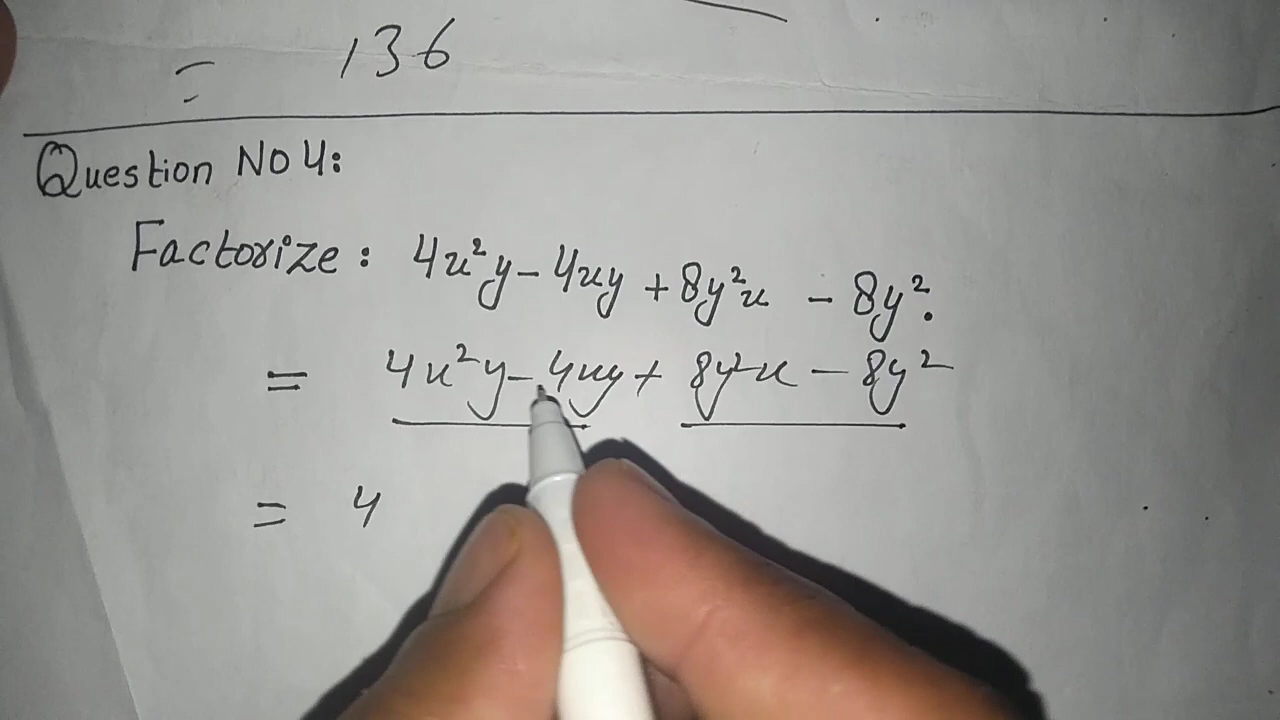 = 136
Question No 4:
Factorize: 4x²y - 4xy + 8y²x - 8y².
= 4x²y - 4xy + 8y²x - 8y²
= 4